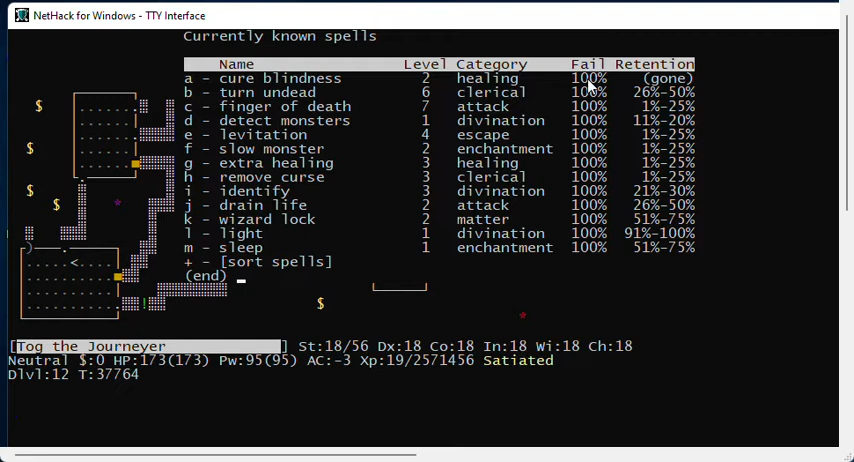 NetHack for Windows - TTY Interface
Currently known spells
Name Level Category Fail Retention
a - cure blindness 2 healing 100% (gone)
b - turn undead 6 clerical 100% 26%-50%
c - finger of death 7 attack 100% 1%-25%
d - detect monsters 1 divination 100% 11%-20%
e - levitation 4 escape 100% 1%-25%
f - slow monster 2 enchantment 100% 1%-25%
g - extra healing 3 healing 100% 1%-25%
h - remove curse 3 clerical 100% 1%-25%
i - identify 3 divination 100% 21%-30%
j - drain life 2 attack 100% 26%-50%
k - wizard lock 2 matter 100% 51%-75%
l - light 1 divination 100% 91%-100%
m - sleep 1 enchantment 100% 51%-75%
+ - [sort spells]
(end)
[Tog the Journeyer] St:18/56 Dx:18 Co:18 In:18 Wi:18 Ch:18
Neutral $:0 HP:173(173) Pw:95(95) AC:-3 Xp:19/2571456 Satiated
Dlvl:12 T:37764